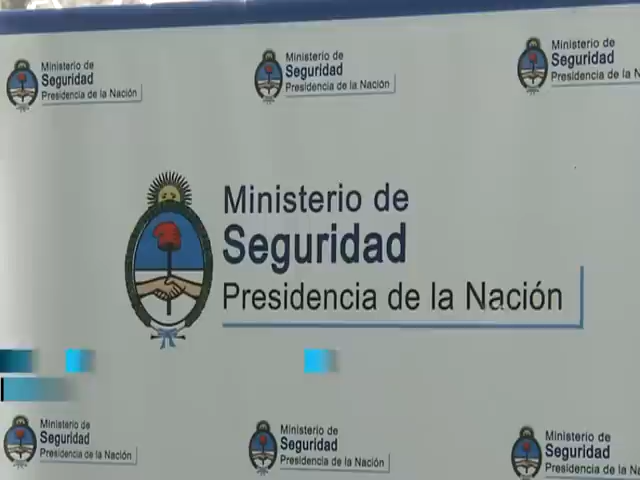 Ministerio de
Seguridad
Presidencia de la Nación
Ministerio de
Seguridad
Presidencia de la Nación
Ministerio de
Seguridad
Presidencia de la N
Ministerio de
Seguridad
Presidencia de la Nación
Ministerio de
Seguridad
Presidencia de la Nación
Ministerio de
Seguridad
Presidencia de la Nación
Ministerio de
Seguridad
Presidencia de la N